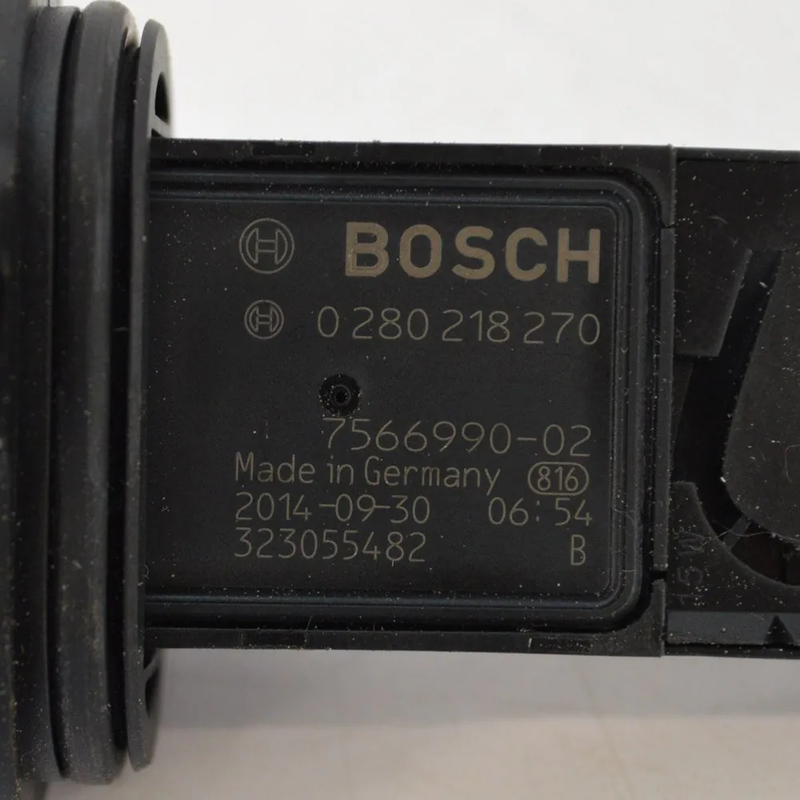 BOSCH
0 280 218 270
7566990-02
Made in Germany 816
2014-09-30 06:54
323055482 B